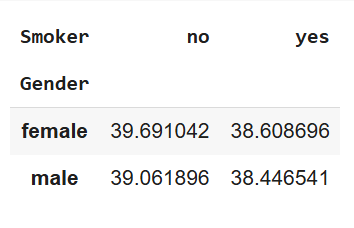 Smoker no yes
Gender
female 39.691042 38.608696
male 39.061896 38.446541